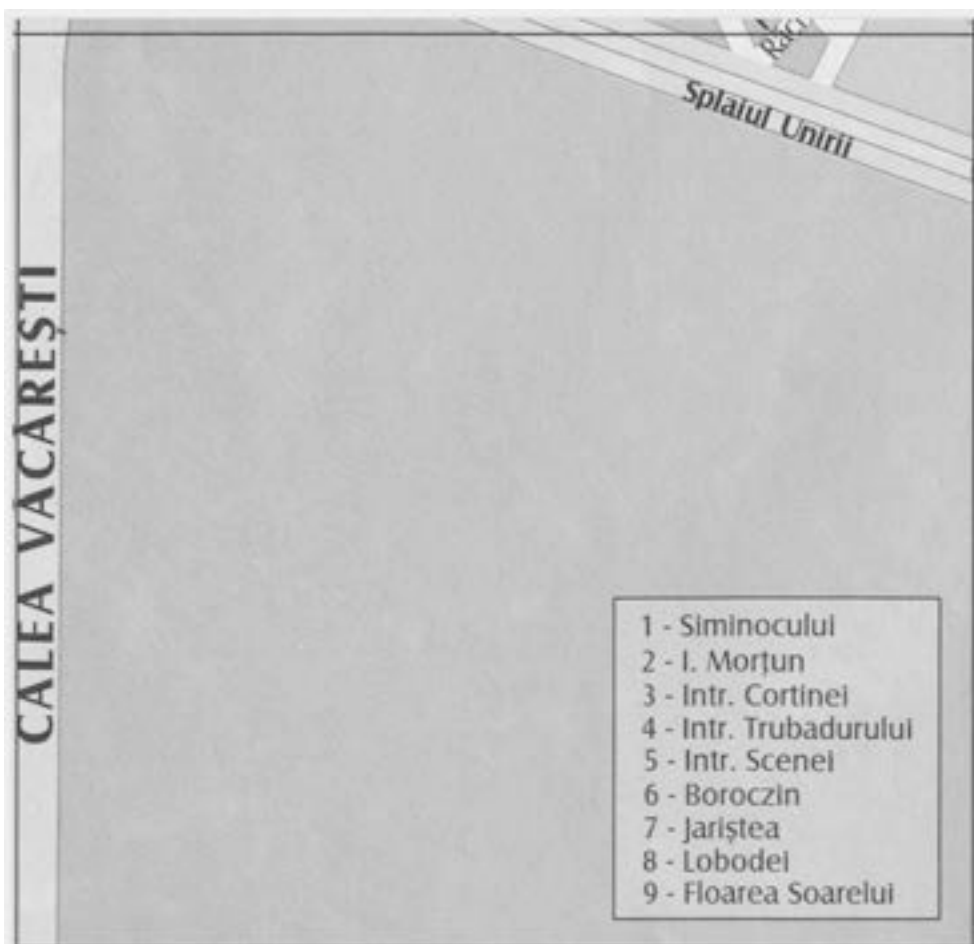 Splaiul Unirii
CALEA VĂCĂREȘTI
1 - Siminocului
2 - I. Morțun
3 - Intr. Cortinei
4 - Intr. Trubadurului
5 - Intr. Scenei
6 - Boroczin
7 - Jariștea
8 - Lobodei
9 - Floarea Soarelui